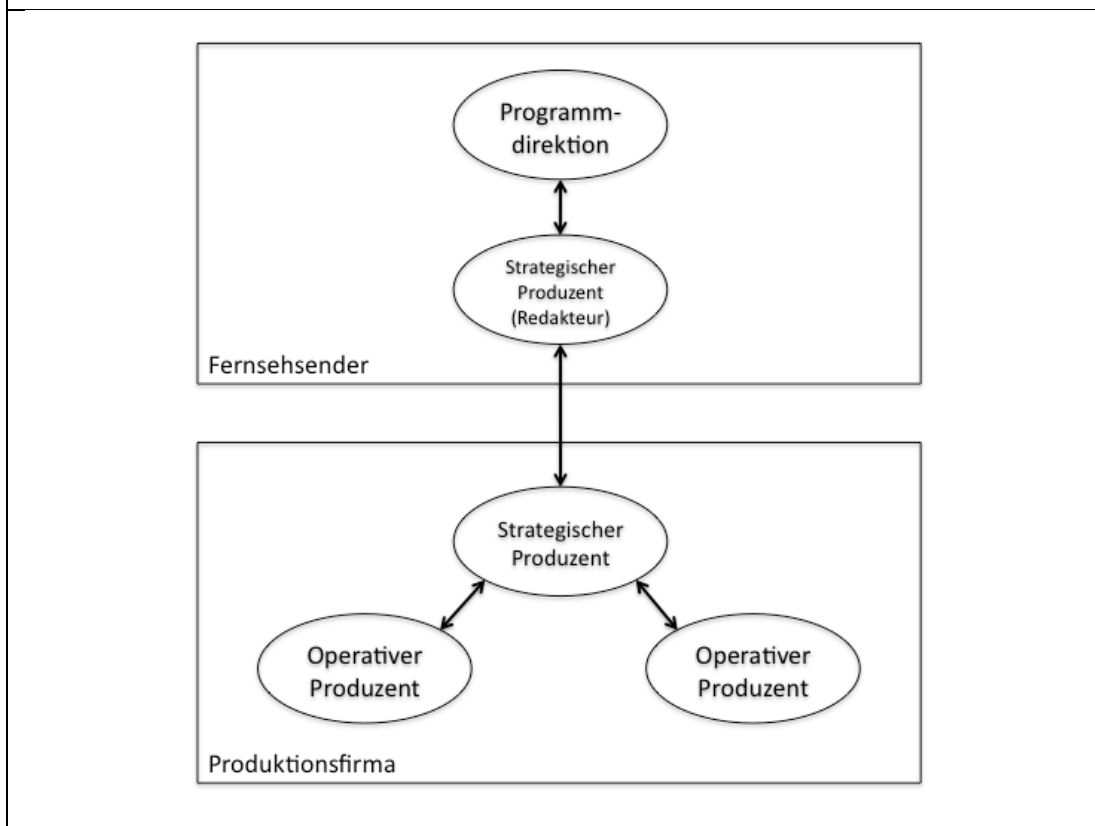 Programm-
direktion
Strategischer
Produzent
(Redakteur)
Fernsehsender
Strategischer
Produzent
Operativer
Produzent
Operativer
Produzent
Produktionsfirma